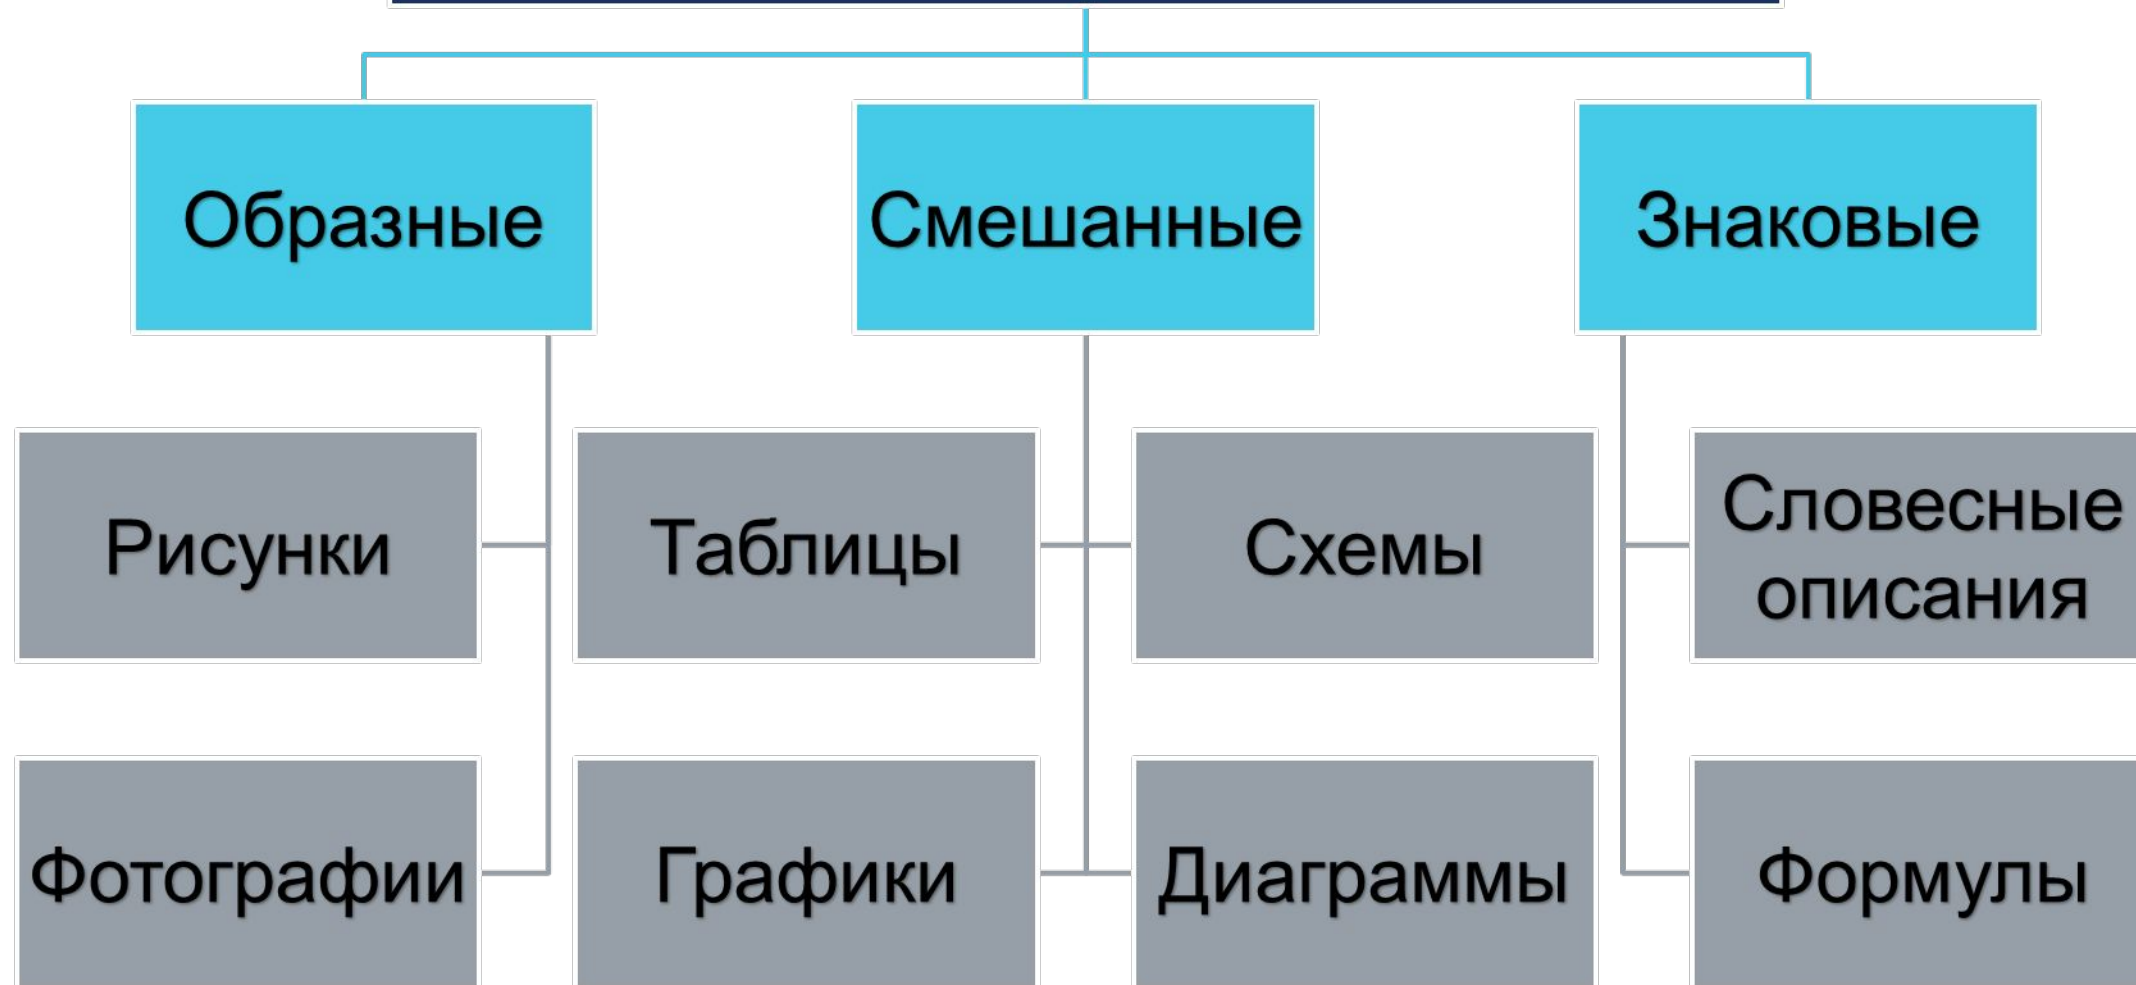 Образные
Смешанные
Знаковые
Рисунки
Таблицы
Схемы
Словесные
описания
Фотографии
Графики
Диаграммы
Формулы